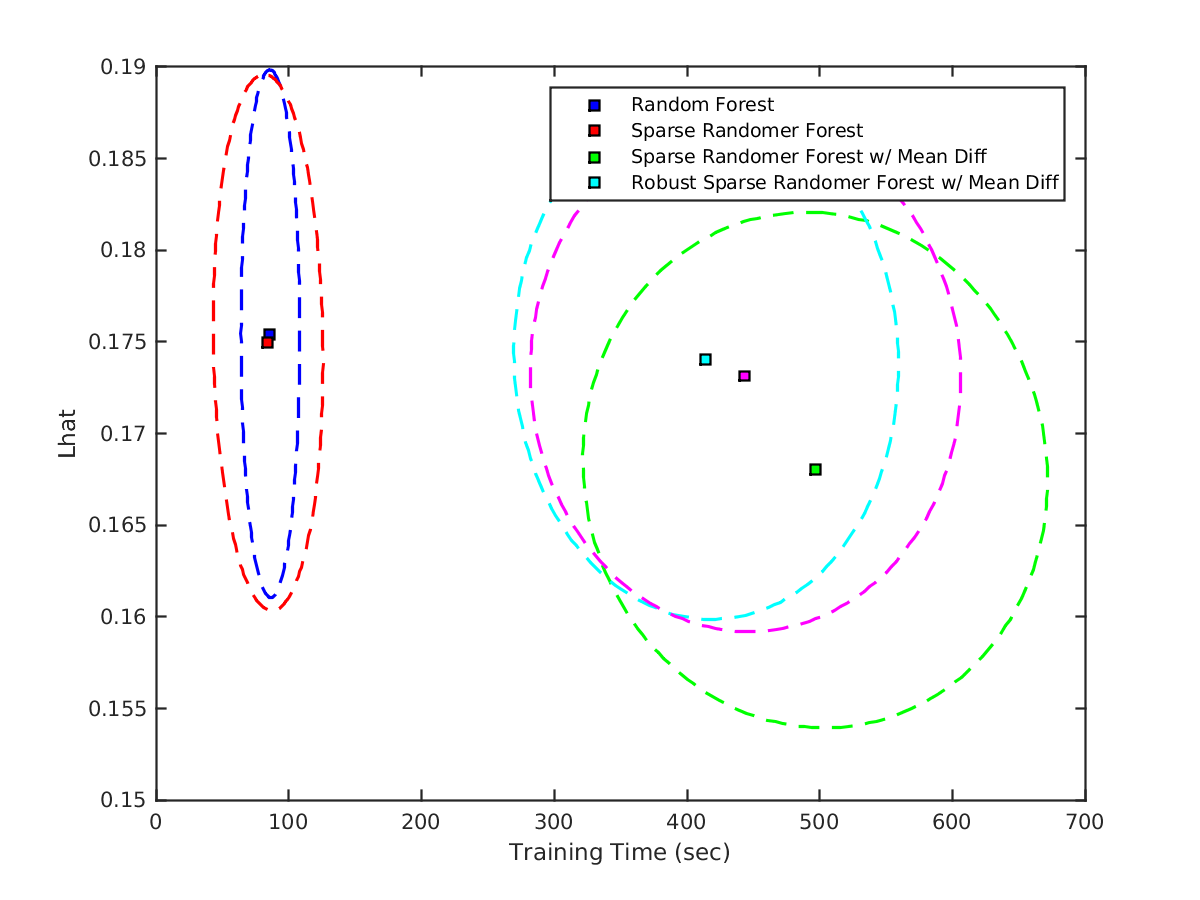 0.19
0.185
0.18
0.175
0.17
0.165
0.16
0.155
0.15
Lhat
Random Forest
Sparse Randomer Forest
Sparse Randomer Forest w/ Mean Diff
Robust Sparse Randomer Forest w/ Mean Diff
0 100 200 300 400 500 600 700
Training Time (sec)